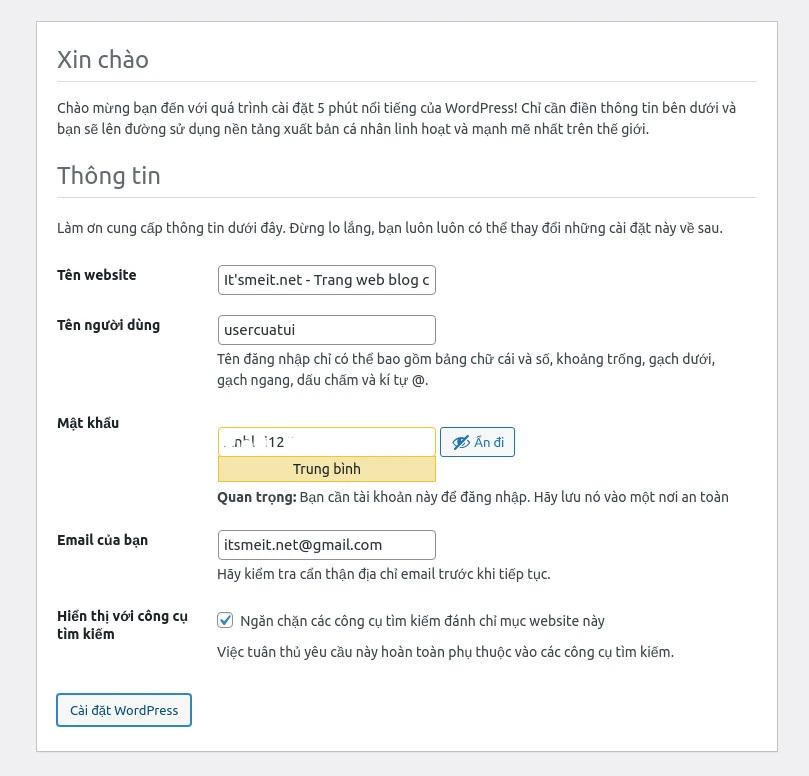 Xin chào
Chào mừng bạn đến với quá trình cài đặt 5 phút nổi tiếng của WordPress! Chỉ cần điền thông tin bên dưới và
bạn sẽ lên đường sử dụng nền tảng xuất bản cá nhân linh hoạt và mạnh mẽ nhất trên thế giới.
Thông tin
Làm ơn cung cấp thông tin dưới đây. Đừng lo lắng, bạn luôn luôn có thể thay đổi những cài đặt này về sau.
Tên website
It'smeit.net - Trang web blog c
Tên người dùng
usercuatui
Tên đăng nhập chỉ có thể bao gồm bảng chữ cái và số, khoảng trống, gạch dưới,
gạch ngang, dấu chấm và kí tự @.
Mật khẩu
Ẩn đi
Trung bình
Quan trọng: Bạn cần tài khoản này để đăng nhập. Hãy lưu nó vào một nơi an toàn
Email của bạn
itsmeit.net@gmail.com
Hãy kiểm tra cẩn thận địa chỉ email trước khi tiếp tục.
Hiển thị với công cụ
tìm kiếm
Ngăn chặn các công cụ tìm kiếm đánh chỉ mục website này
Việc tuân thủ yêu cầu này hoàn toàn phụ thuộc vào các công cụ tìm kiếm.
Cài đặt WordPress